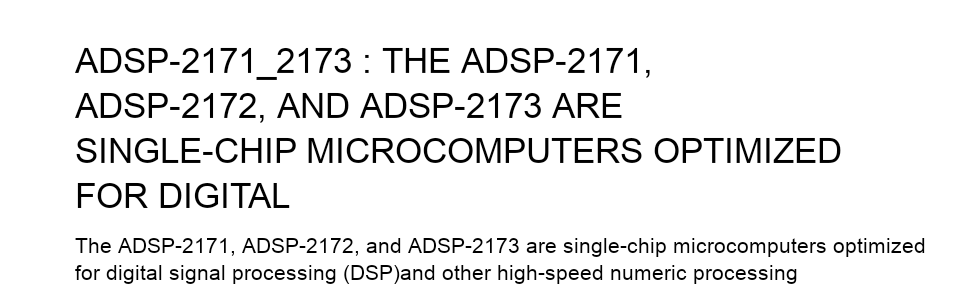 ADSP-2171_2173 : THE ADSP-2171,
ADSP-2172, AND ADSP-2173 ARE
SINGLE-CHIP MICROCOMPUTERS OPTIMIZED
FOR DIGITAL
The ADSP-2171, ADSP-2172, and ADSP-2173 are single-chip microcomputers optimized
for digital signal processing (DSP)and other high-speed numeric processing